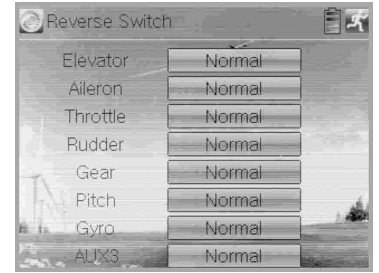 Reverse Switch
Elevator Normal
Aileron Normal
Throttle Normal
Rudder Normal
Gear Normal
Pitch Normal
Gyro Normal
AUX3 Normal